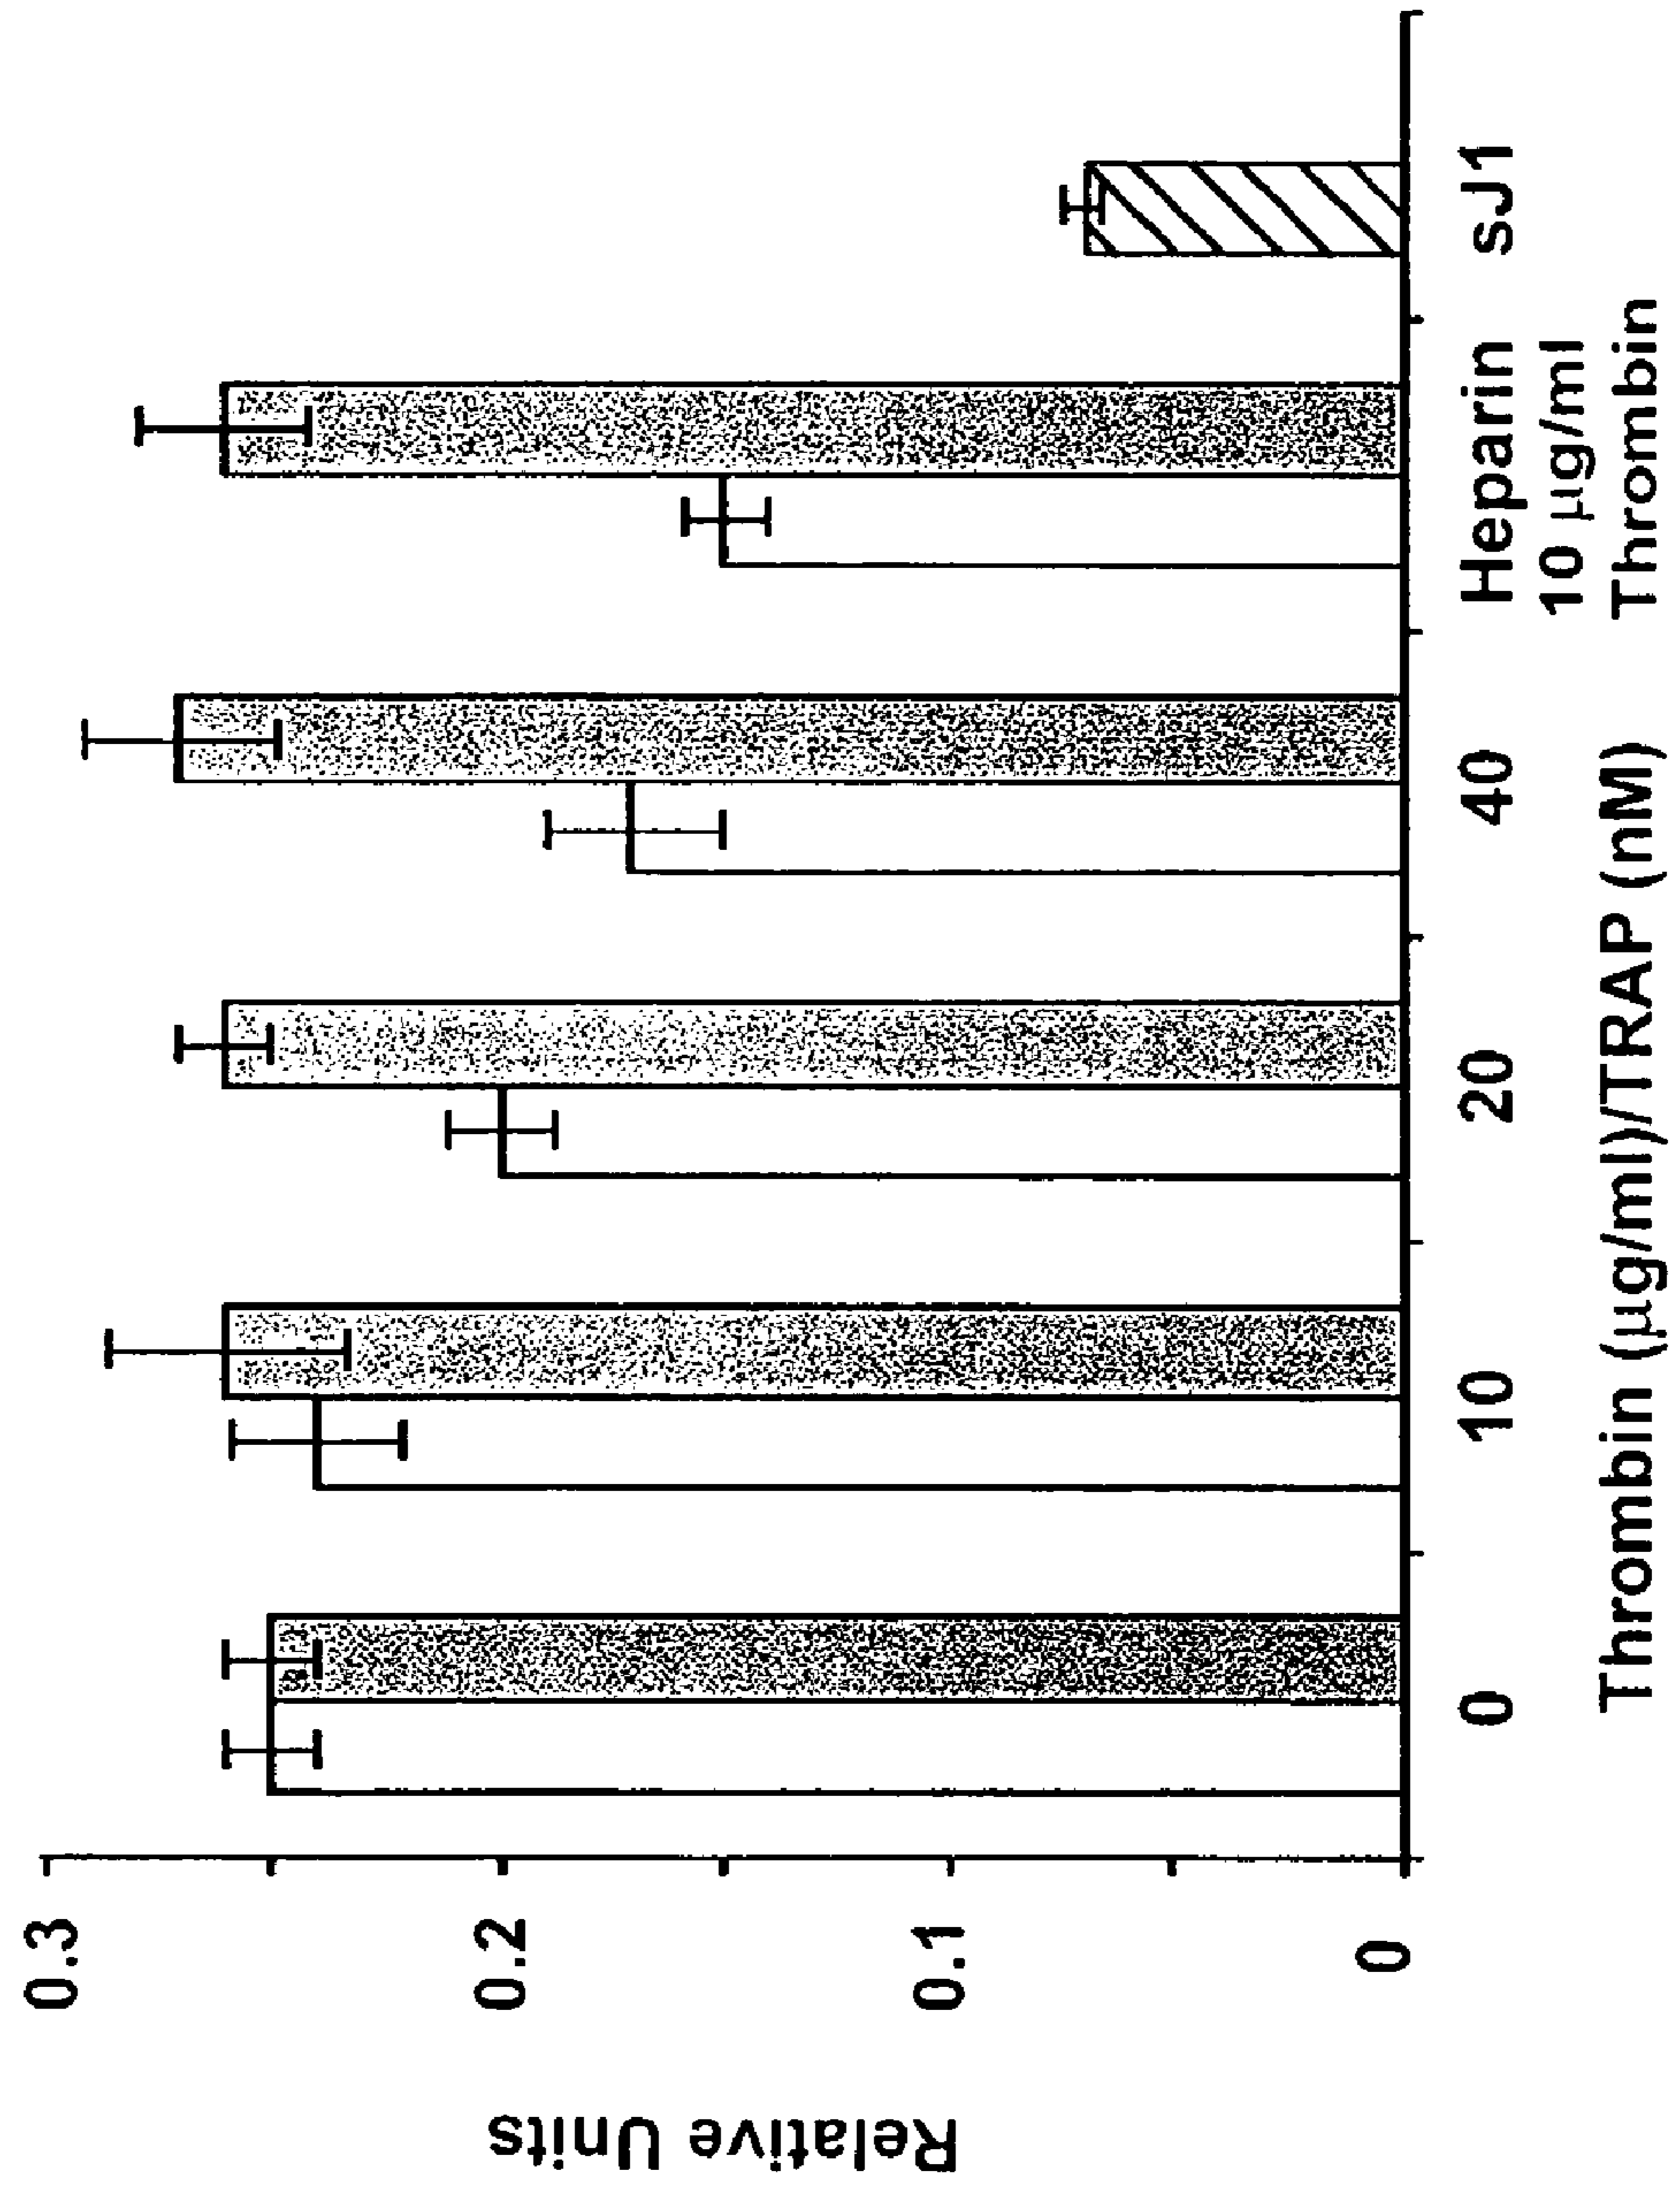 Relative Units
0.3
0.2
0.1
0
0 10 20 40 Heparin sJ1
10 µg/ml
Thrombin
Thrombin (µg/ml)/TRAP (nM)